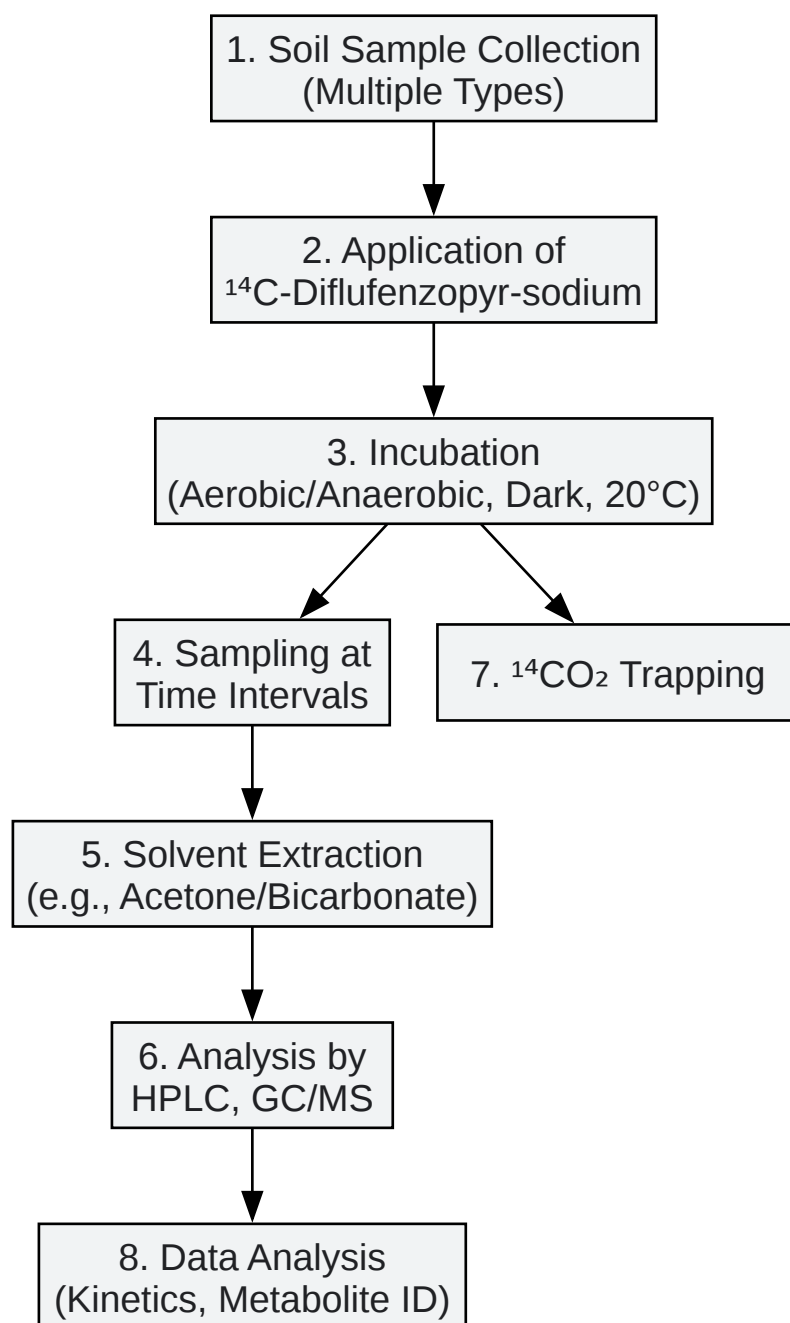 1. Soil Sample Collection
(Multiple Types)
2. Application of
¹⁴C-Diflufenzopyr-sodium
3. Incubation
(Aerobic/Anaerobic, Dark, 20°C)
4. Sampling at
Time Intervals
7. ¹⁴CO₂ Trapping
5. Solvent Extraction
(e.g., Acetone/Bicarbonate)
6. Analysis by
HPLC, GC/MS
8. Data Analysis
(Kinetics, Metabolite ID)